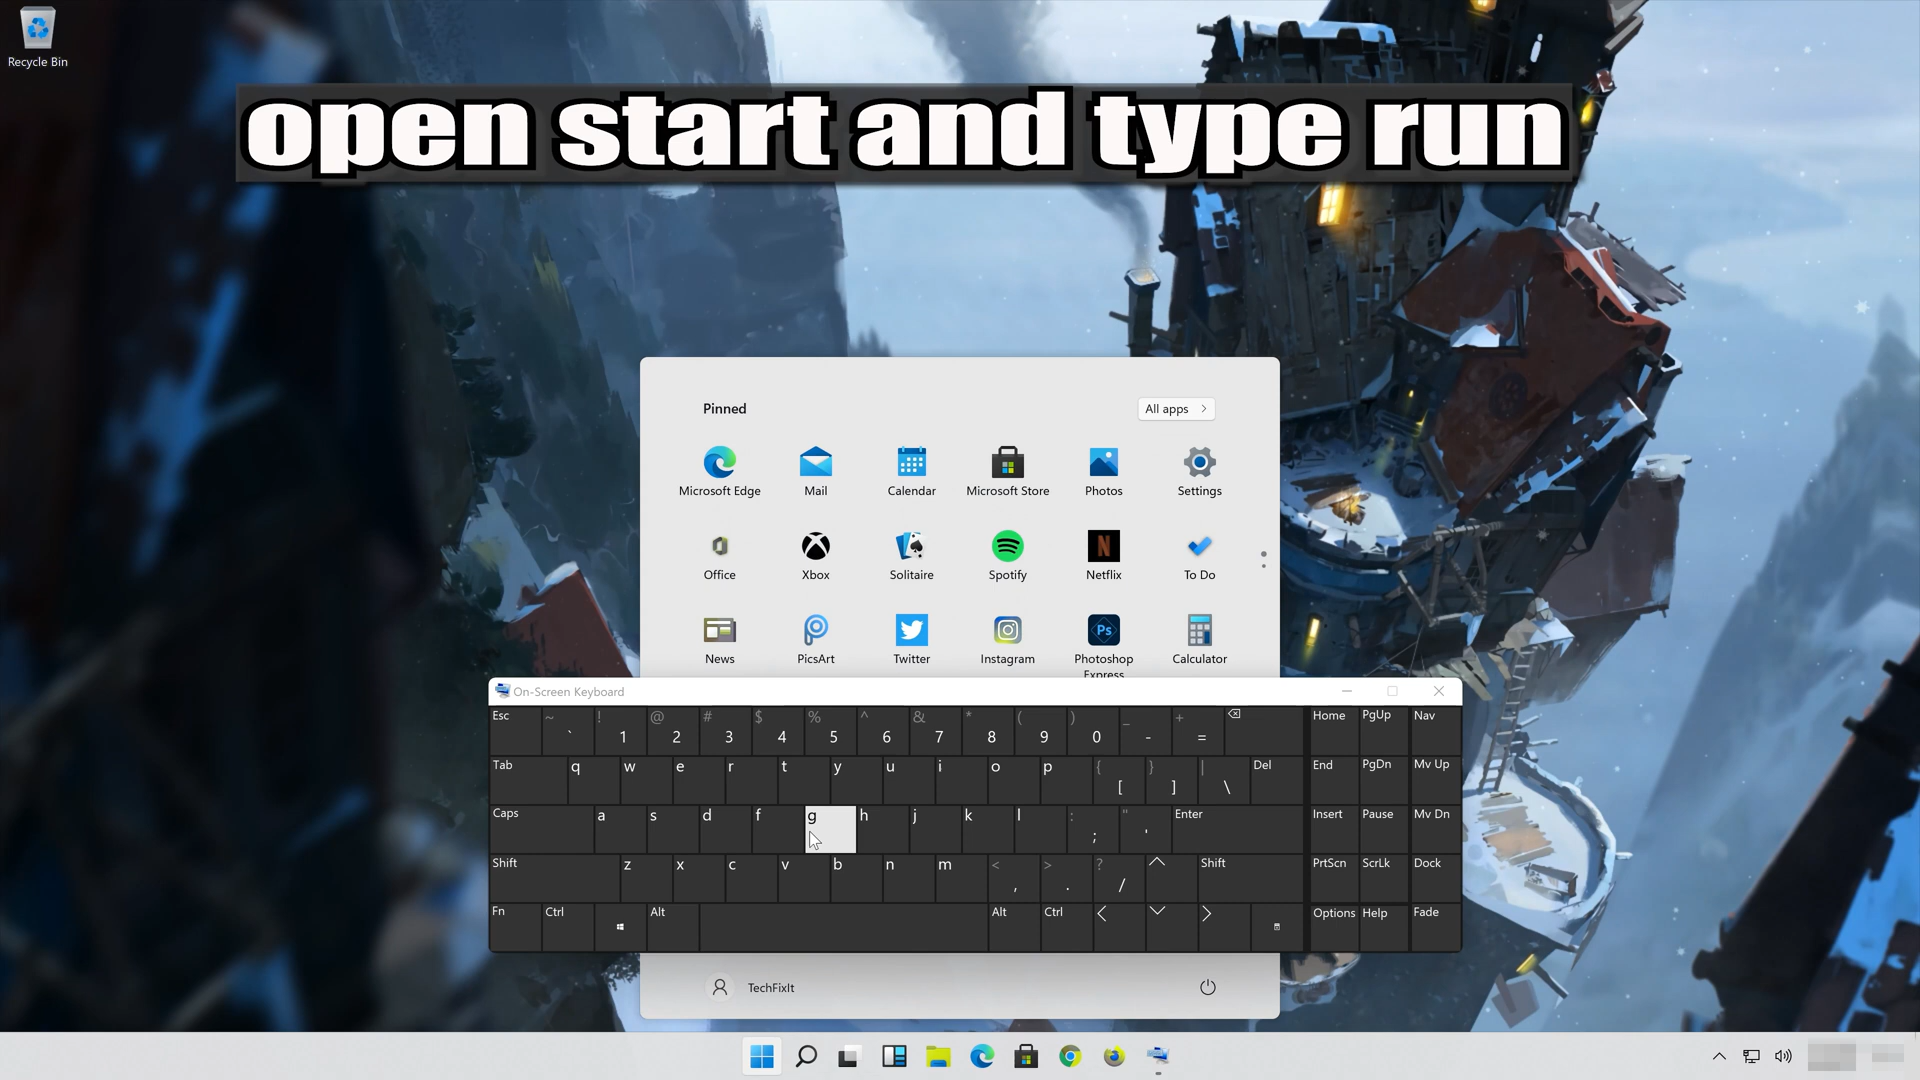 Recycle Bin
open start and type run
Pinned
All apps
Microsoft Edge Mail Calendar Microsoft Store Photos Settings
Office Xbox Solitaire Spotify Netflix To Do
News PicsArt Twitter Instagram Photoshop Express Calculator
On-Screen Keyboard
Esc ~ ` ! 1 @ 2 # 3 $ 4 % 5 ^ 6 & 7 * 8 ( 9 ) 0 _ - + = Home PgUp Nav
Tab q w e r t y u i o p { [ } ] | \ Del End PgDn Mv Up
Caps a s d f g h j k l : ; " ' Enter Insert Pause Mv Dn
Shift z x c v b n m < , > . ? / Shift PrtScn ScrLk Dock
Fn Ctrl Alt Alt Ctrl Options Help Fade
TechFixIt